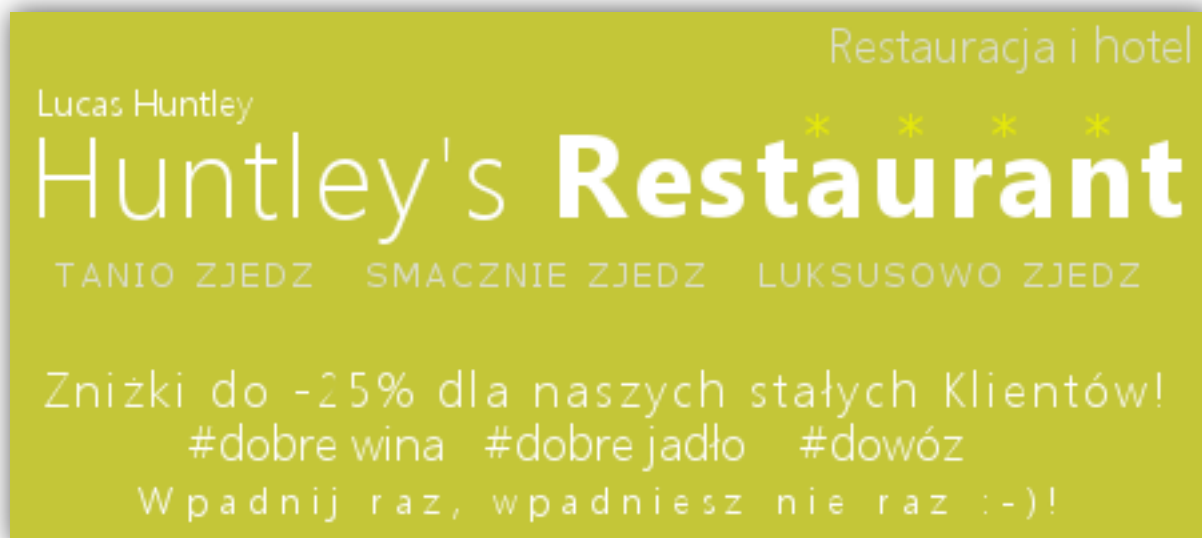 Restauracja i hotel
Lucas Huntley
* * * *
Huntley's Restaurant
TANIO ZJEDZ SMACZNIE ZJEDZ LUKSUSOWO ZJEDZ
Zniżki do -25% dla naszych stałych Klientów!
#dobre wina #dobre jadło #dowóz
Wpadnij raz, wpadniesz nie raz :-)!